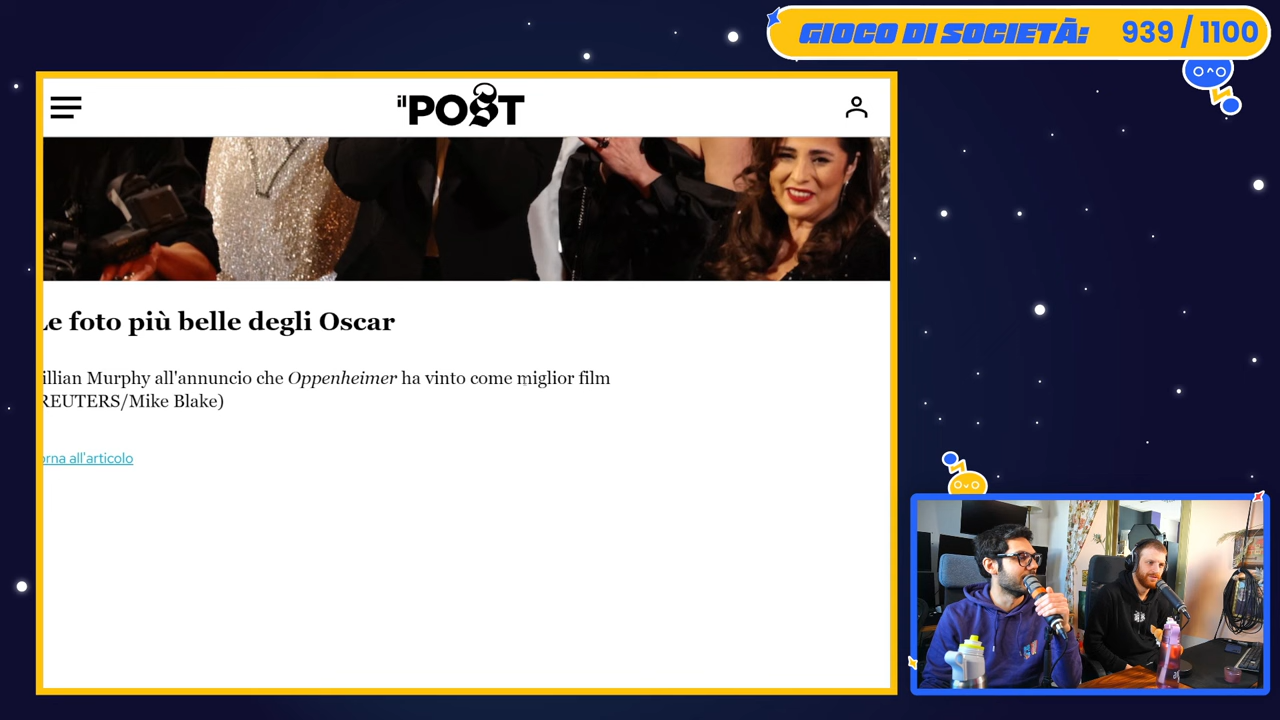 GIOCO DI SOCIETÀ: 939 / 1100
il POST
Le foto più belle degli Oscar
illian Murphy all'annuncio che Oppenheimer ha vinto come miglior film
REUTERS/Mike Blake)
orna all'articolo